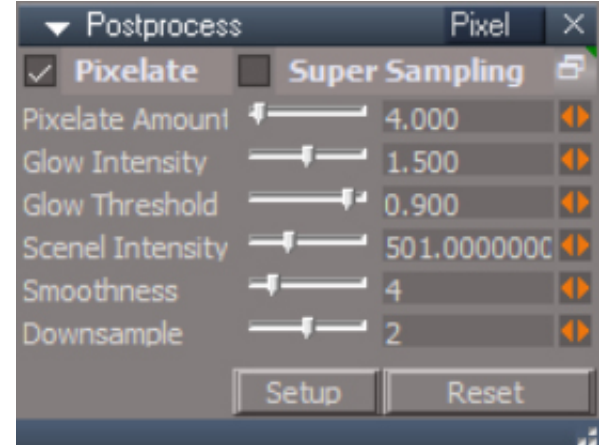 Postprocess Pixel
Pixelate Super Sampling
Pixelate Amount 4.000
Glow Intensity 1.500
Glow Threshold 0.900
Scenel Intensity 501.0000000
Smoothness 4
Downsample 2
Setup Reset